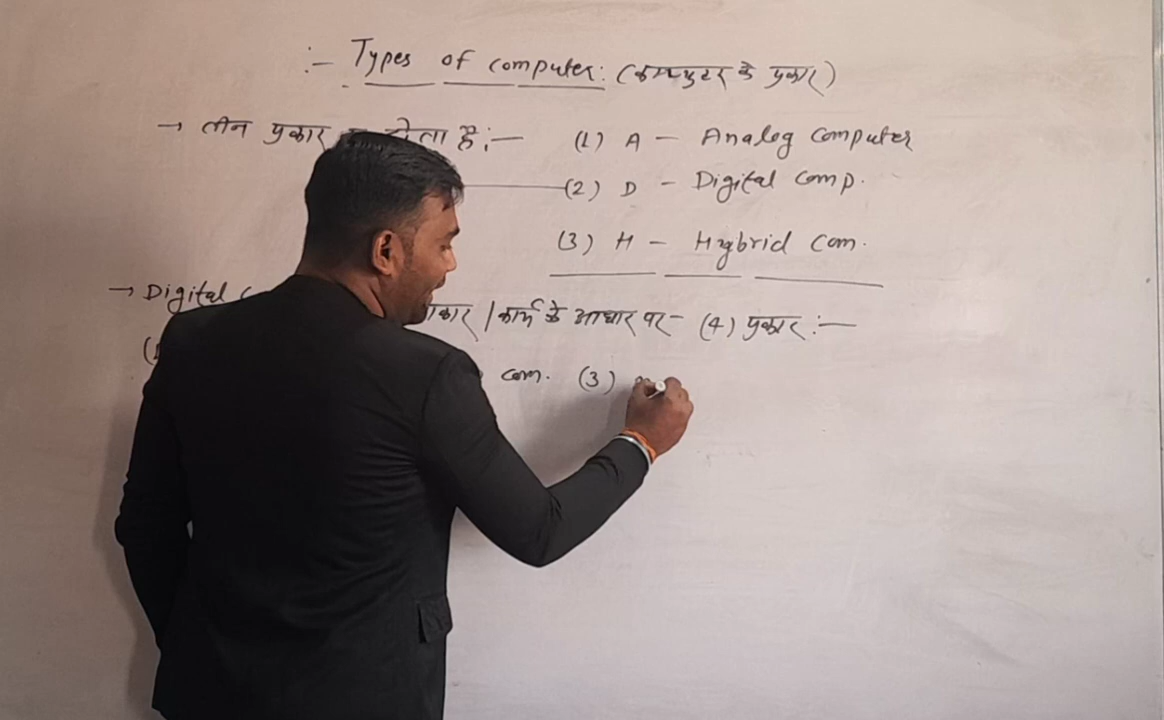 :- Types of computer: (कम्प्युटर के प्रकार)
→ तीन प्रकार होता है:-
(1) A - Analog Computer
(2) D - Digital Comp.
(3) H - Hybrid Com.
→ Digital आकार / कार्य के आधार पर - (4) प्रकार :-
com. (3)